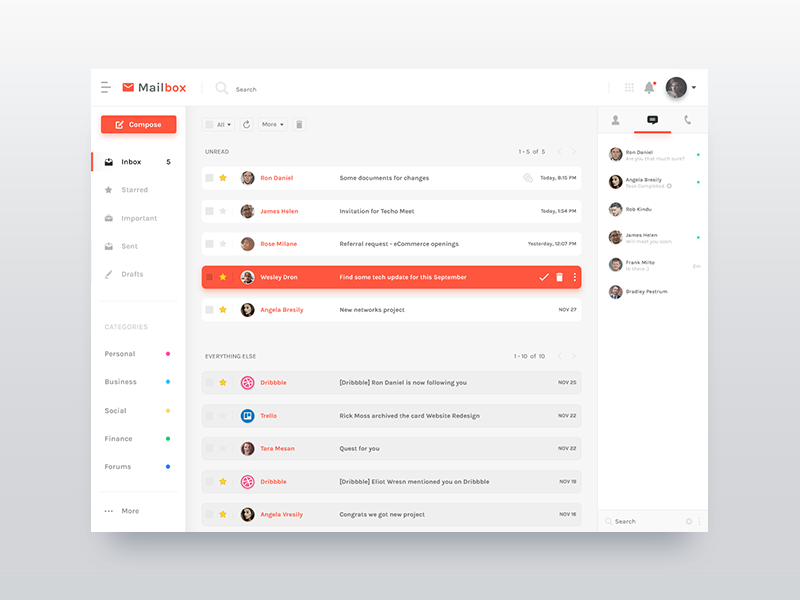 Mailbox
Search
Compose
Inbox 5
Starred
Important
Sent
Drafts
CATEGORIES
Personal
Business
Social
Finance
Forums
More
All
More
UNREAD 1 - 5 of 5
Ron Daniel Some documents for changes Today, 8:15 PM
James Helen Invitation for Techo Meet Today, 1:54 PM
Rose Milane Referral request - eCommerce openings Yesterday, 12:07 PM
Wesley Dron Find some tech update for this September
Angela Bresily New networks project NOV 27
EVERYTHING ELSE 1 - 10 of 10
Dribbble [Dribbble] Ron Daniel is now following you NOV 25
Trello Rick Moss archived the card Website Redesign NOV 22
Tara Mesan Quest for you NOV 22
Dribbble [Dribbble] Eliot Wresn mentioned you on Dribbble NOV 19
Angela Vresily Congrats we got new project NOV 16
Ron Daniel
Are you that much sure?
Angela Bresily
Task Completed
Rob Kindu
James Helen
Will meet you soon
Frank Milto
Is there :)
Bradley Pestrum
Search